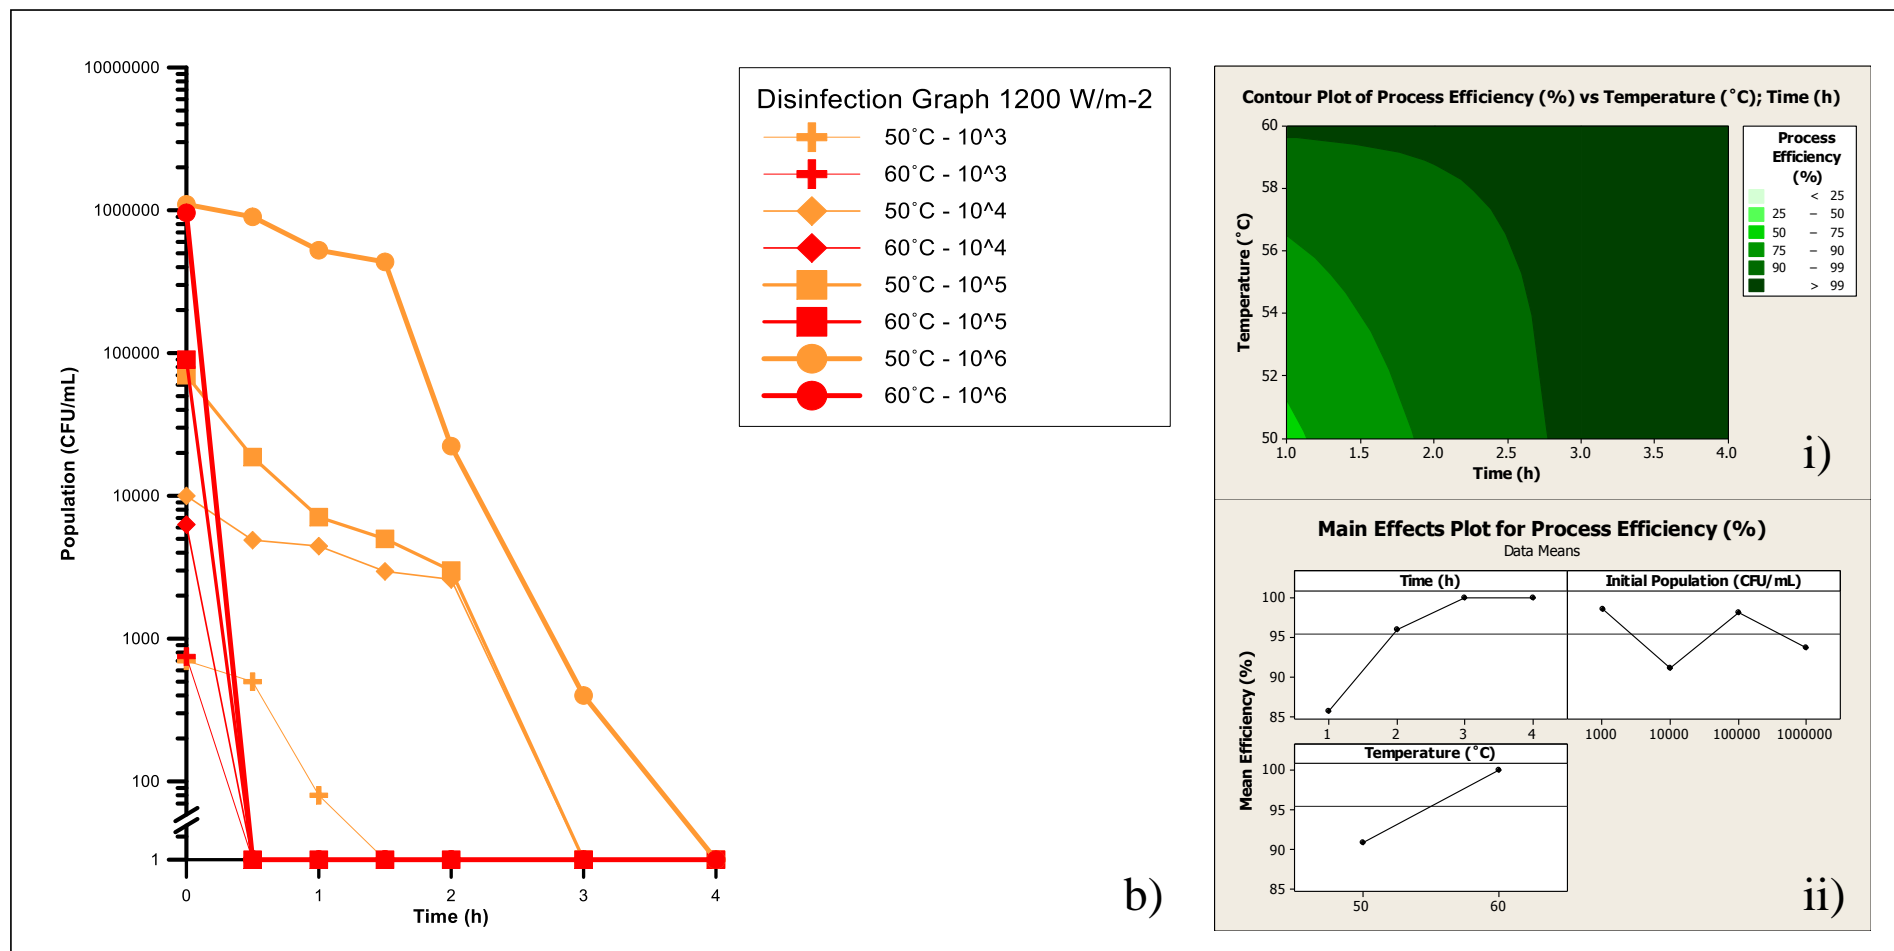 10000000
1000000
100000
10000
1000
100
1
0
1
2
3
4
Population (CFU/mL)
Time (h)
Disinfection Graph 1200 W/m-2
50˚C - 10^3
60˚C - 10^3
50˚C - 10^4
60˚C - 10^4
50˚C - 10^5
60˚C - 10^5
50˚C - 10^6
60˚C - 10^6
b)
Contour Plot of Process Efficiency (%) vs Temperature (˚C); Time (h)
60
58
56
54
52
50
1.0
1.5
2.0
2.5
3.0
3.5
4.0
Temperature (˚C)
Time (h)
Process
Efficiency
(%)
< 25
25 – 50
50 – 75
75 – 90
90 – 99
> 99
i)
Main Effects Plot for Process Efficiency (%)
Data Means
Time (h)
Initial Population (CFU/mL)
100
95
90
85
1
2
3
4
1000
10000
100000
1000000
Temperature (˚C)
100
95
90
85
50
60
Mean Efficiency (%)
ii)